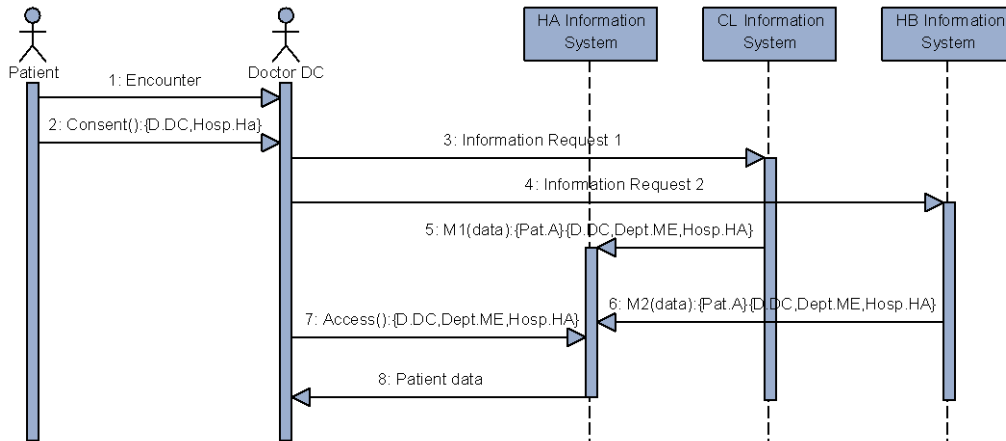 HA Information
System
CL Information
System
HB Information
System
Patient
Doctor DC
1: Encounter
2: Consent():{D.DC,Hosp.Ha}
3: Information Request 1
4: Information Request 2
5: M1(data):{Pat.A}{D.DC,Dept.ME,Hosp.HA}
6: M2(data):{Pat.A}{D.DC,Dept.ME,Hosp.HA}
7: Access():{D.DC,Dept.ME,Hosp.HA}
8: Patient data